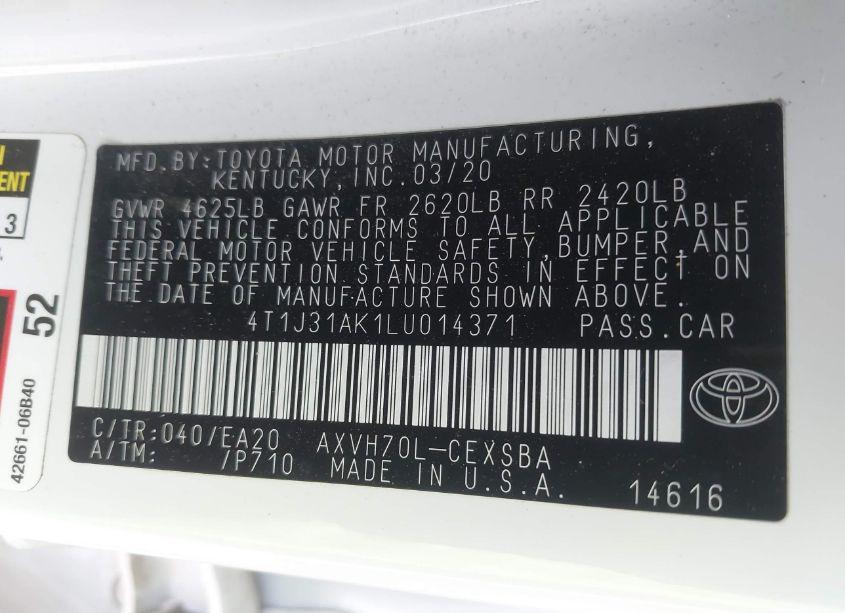 MFD. BY: TOYOTA MOTOR MANUFACTURING,
KENTUCKY, INC. 03/20
GVWR 4625LB GAWR FR 2620LB RR 2420LB
THIS VEHICLE CONFORMS TO ALL APPLICABLE
FEDERAL MOTOR VEHICLE SAFETY, BUMPER, AND
THEFT PREVENTION STANDARDS IN EFFECT ON
THE DATE OF MANUFACTURE SHOWN ABOVE.
4T1J31AK1LU014371 PASS.CAR
C/TR: 040/EA20 AXVH70L-CEXSBA
A/TM: /P710 MADE IN U.S.A. 14616
3
52
42661-06B40